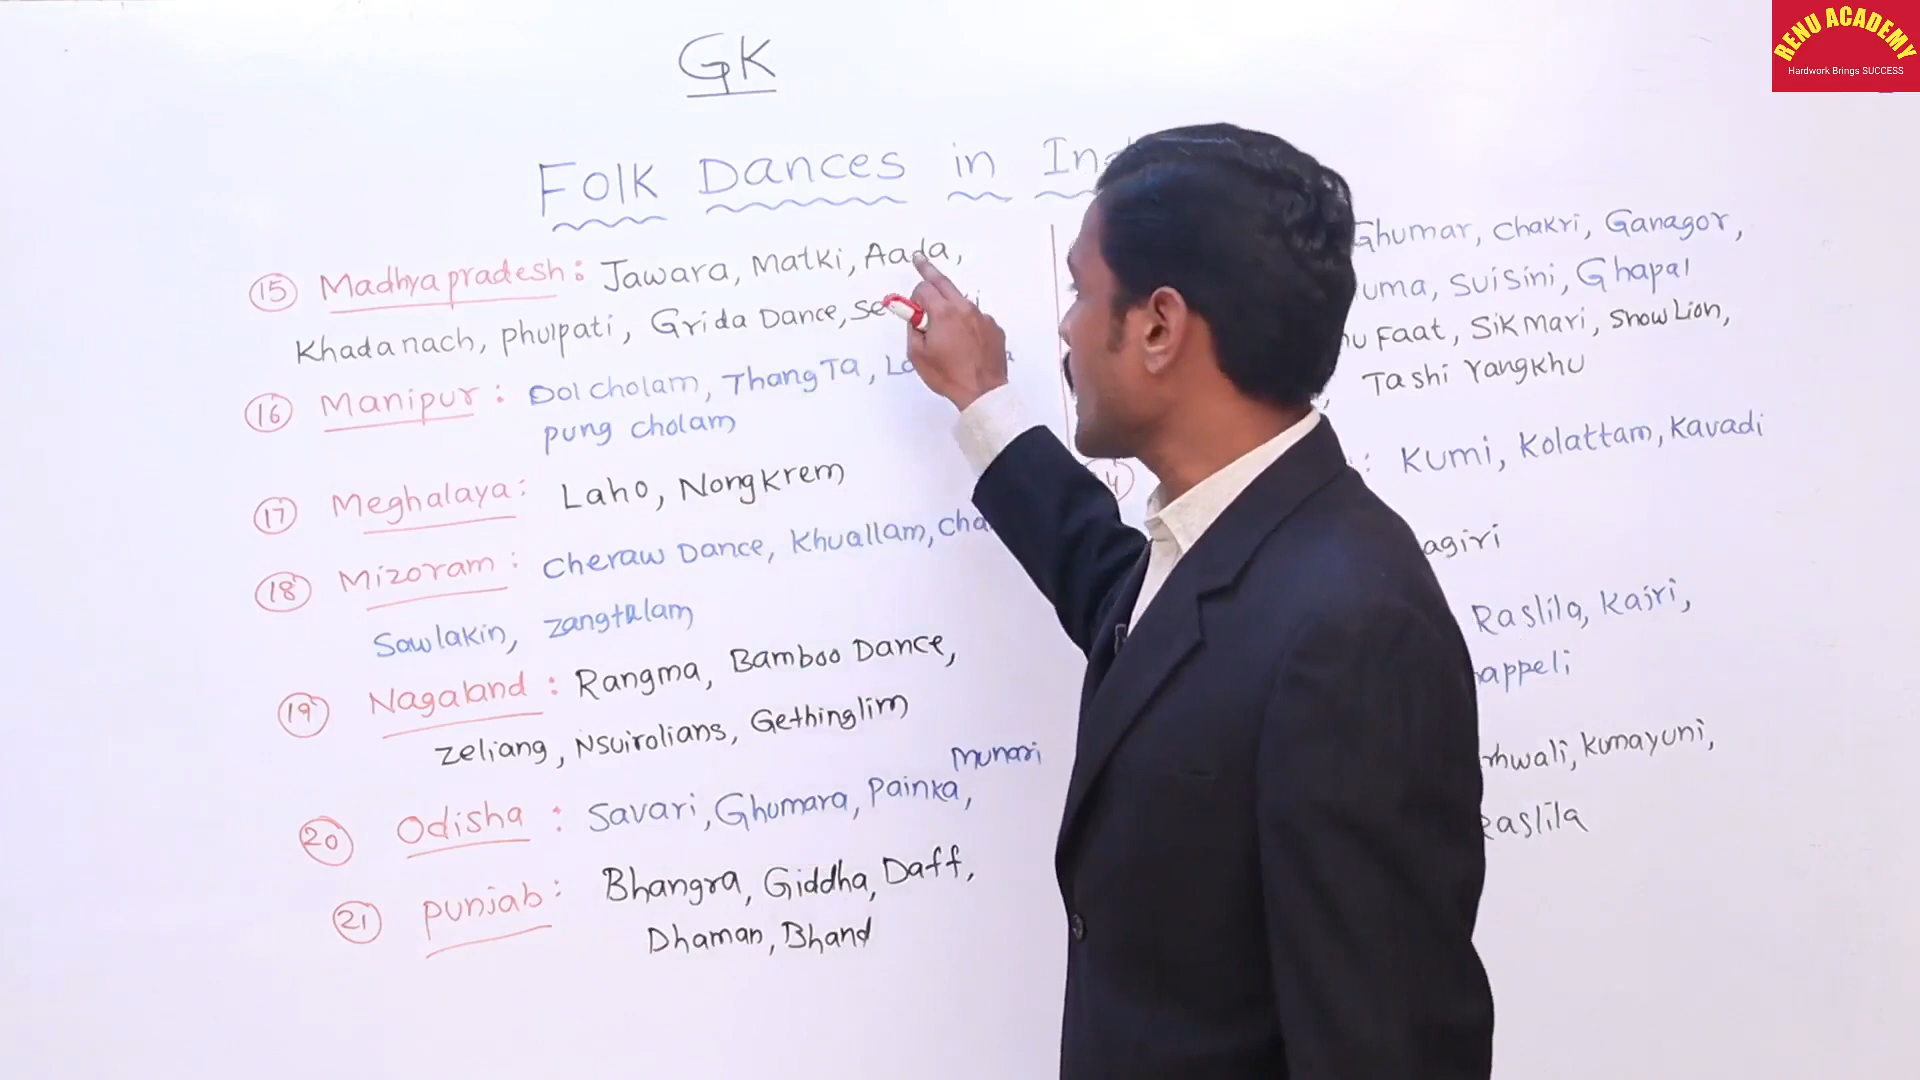 GK
RENU ACADEMY
Hardwork Brings SUCCESS
Folk Dances in
15 Madhya pradesh: Jawara, Matki, Aada,
Khadanach, phulpati, Grida Dance,
16 Manipur: Dol cholam, Thang Ta,
pung cholam
17 Meghalaya: Laho, Nongkrem
18 Mizoram: Cheraw Dance, Khuallam,
Sawlakin, Zangtalam
19 Nagaland: Rangma, Bamboo Dance,
Zeliang, Nsuirolians, Gethinglim
20 Odisha: Savari, Ghumara, Painka, Munari
21 punjab: Bhangra, Giddha, Daff,
Dhaman, Bhand
Ghumar, chakri, Ganagor,
uma, Suisini, Ghapal
Faat, Sikmari, Snow Lion,
Tashi Yangkhu
: Kumi, Kolattam, Kavadi
agiri
Raslila, Kajri,
appeli
rhwali, Kumayuni,
Raslila